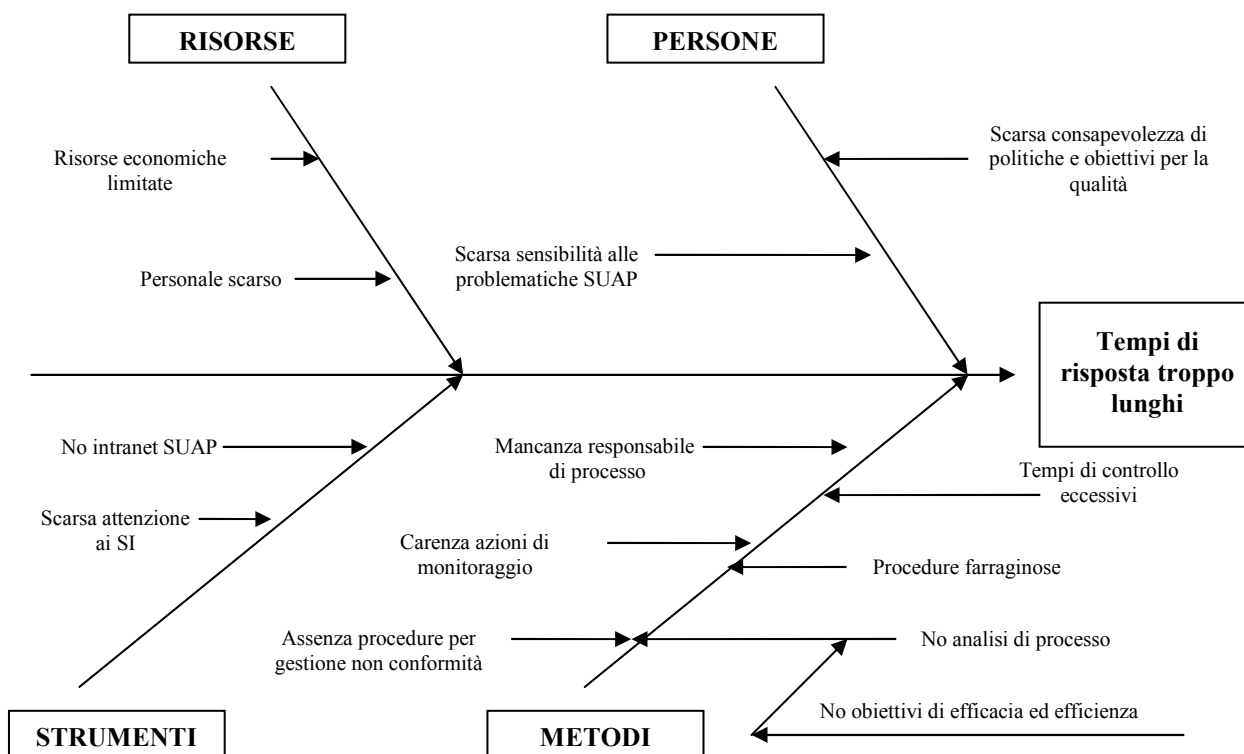 RISORSE
PERSONE
Risorse economiche
limitate
Scarsa consapevolezza di
politiche e obiettivi per la
qualità
Personale scarso
Scarsa sensibilità alle
problematiche SUAP
Tempi di
risposta troppo
lunghi
No intranet SUAP
Mancanza responsabile
di processo
Tempi di controllo
eccessivi
Scarsa attenzione
ai SI
Carenza azioni di
monitoraggio
Procedure farraginose
Assenza procedure per
gestione non conformità
No analisi di processo
No obiettivi di efficacia ed efficienza
STRUMENTI
METODI